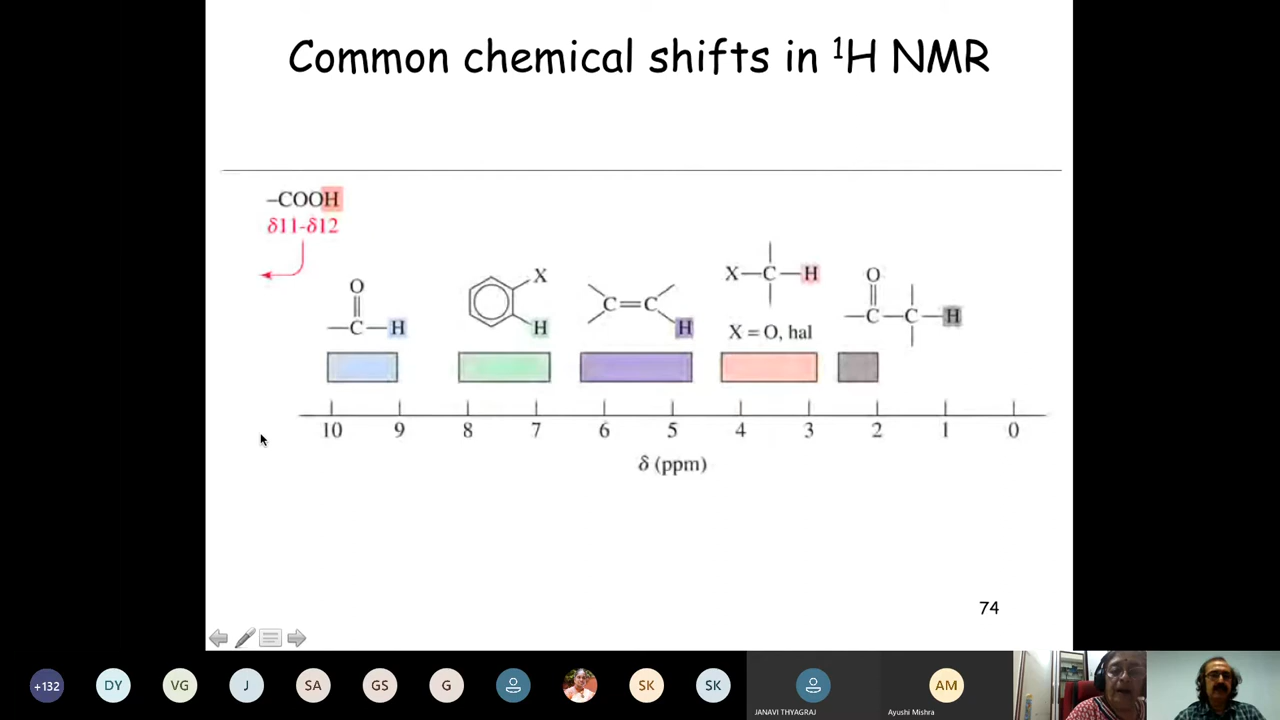 Common chemical shifts in ¹H NMR
–COOH
δ11-δ12
O
–C–H
X
H
C=C
H
X–C–H
X = O, hal
O
–C–C–H
10 9 8 7 6 5 4 3 2 1 0
δ (ppm)
74
+132 DY VG J SA GS G SK SK AM
JANAVI THYAGRAJ Ayushi Mishra